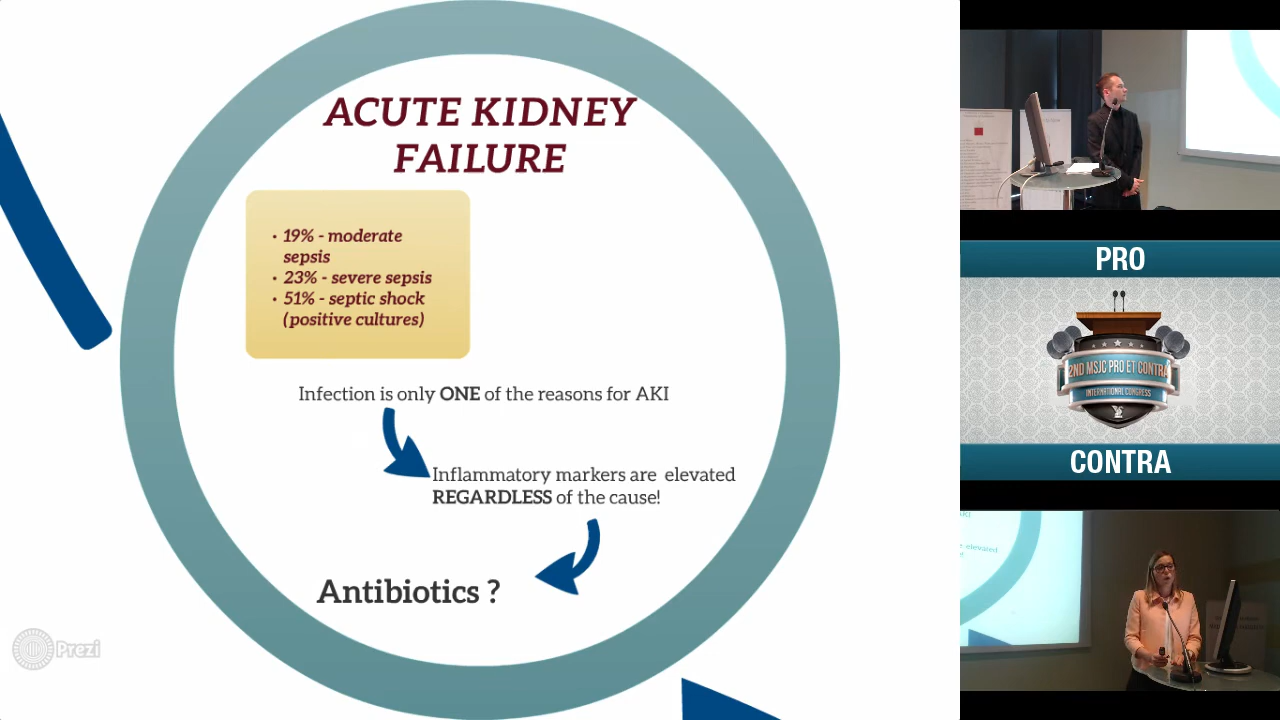 ACUTE KIDNEY
FAILURE
• 19% - moderate
sepsis
• 23% - severe sepsis
• 51% - septic shock
(positive cultures)
Infection is only ONE of the reasons for AKI
Inflammatory markers are elevated
REGARDLESS of the cause!
Antibiotics ?
Prezi
PRO
2ND MSJC PRO ET CONTRA
INTERNATIONAL CONGRESS
CONTRA
elevated